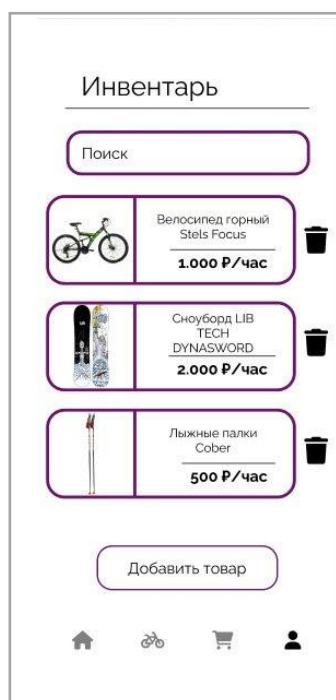 Инвентарь
Поиск
Велосипед горный
Stels Focus
1.000 ₽/час
Сноуборд LIB
TECH
DYNASWORD
2.000 ₽/час
Лыжные палки
Cober
500 ₽/час
Добавить товар